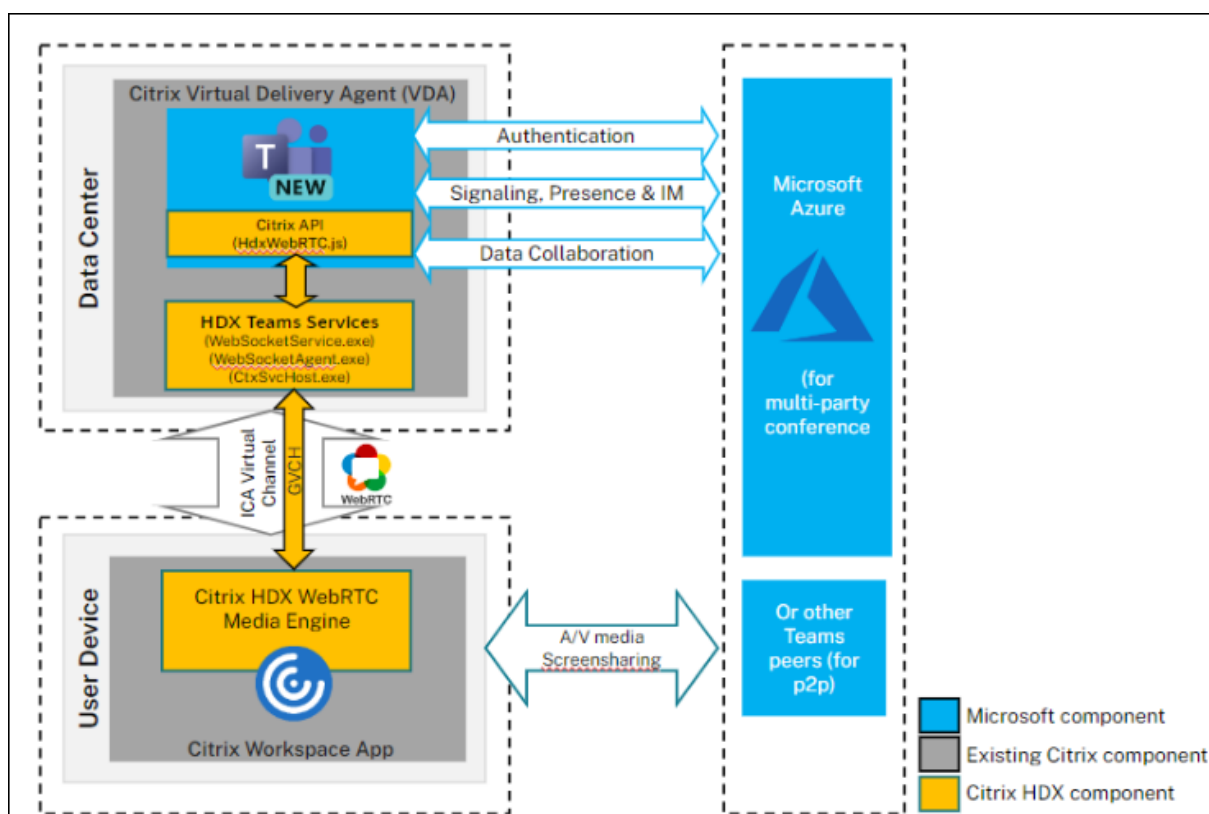 Data Center
Citrix Virtual Delivery Agent (VDA)
T
NEW
Citrix API
(HdxWebRTC.js)
HDX Teams Services
(WebSocketService.exe)
(WebSocketAgent.exe)
(CtxSvcHost.exe)
Authentication
Signaling, Presence & IM
Data Collaboration
Microsoft
Azure
(for
multi-party
conference
ICA Virtual
Channel
GVCH
WebRTC
User Device
Citrix HDX WebRTC
Media Engine
Citrix Workspace App
A/V media
Screensharing
Or other
Teams
peers (for
p2p)
Microsoft component
Existing Citrix component
Citrix HDX component